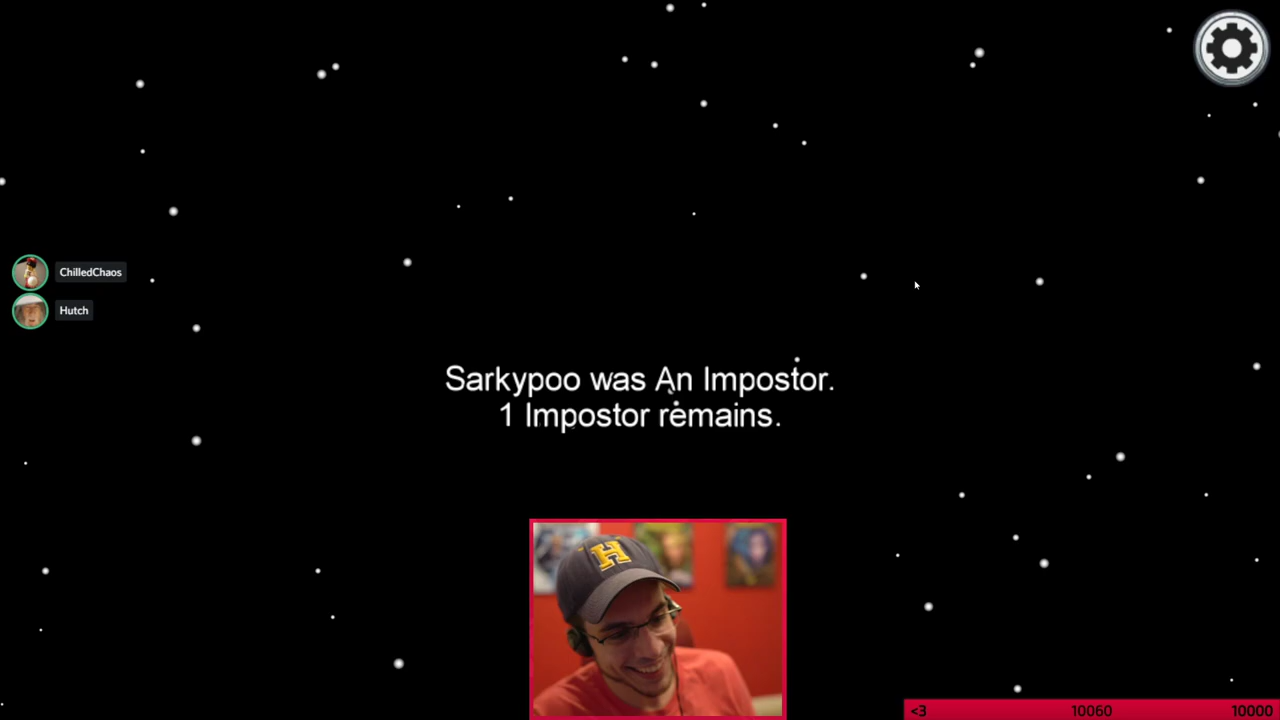 ChilledChaos
Hutch
Sarkypoo was An Impostor.
1 Impostor remains.
H
<3 10060 10000